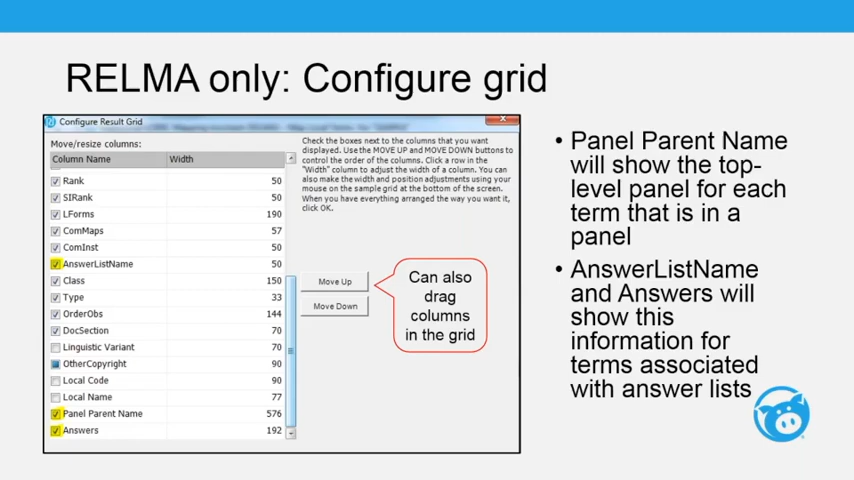 RELMA only: Configure grid
Configure Result Grid
Move/resize columns:
Column Name Width
Rank 50
SIRank 50
LForms 190
ComMaps 57
ComInst 50
AnswerListName 50
Class 150
Type 33
OrderObs 144
DocSection 70
Linguistic Variant 70
OtherCopyright 90
Local Code 90
Local Name 77
Panel Parent Name 576
Answers 192
Check the boxes next to the columns that you want
displayed. Use the MOVE UP and MOVE DOWN buttons to
control the order of the columns. Click a row in the
"Width" column to adjust the width of a column. You can
also make the width and position adjustments using your
mouse on the sample grid at the bottom of the screen.
When you have everything arranged the way you want it,
click OK.
Move Up
Move Down
Can also
drag
columns
in the grid
• Panel Parent Name
will show the top-
level panel for each
term that is in a
panel
• AnswerListName
and Answers will
show this
information for
terms associated
with answer lists